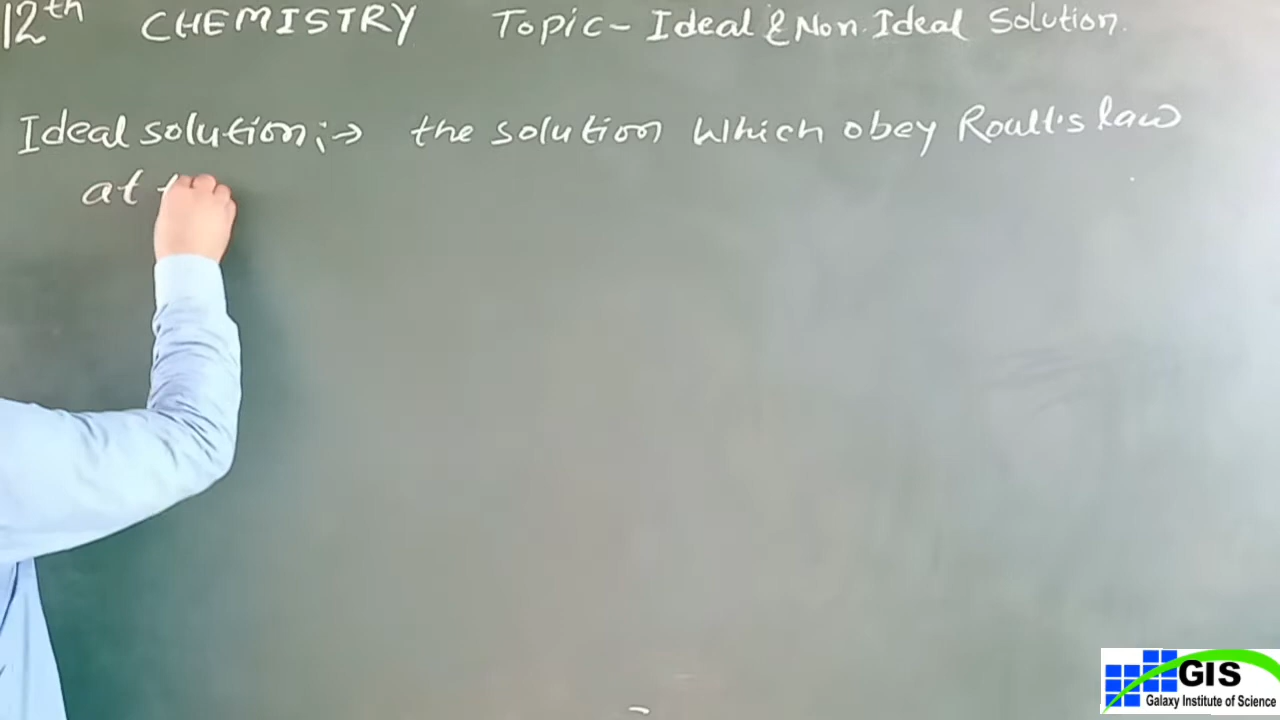 12th CHEMISTRY Topic- Ideal & Non. Ideal Solution.
Ideal solution:→ the solution Which obey Roult's law
at t
GIS
Galaxy Institute of Science